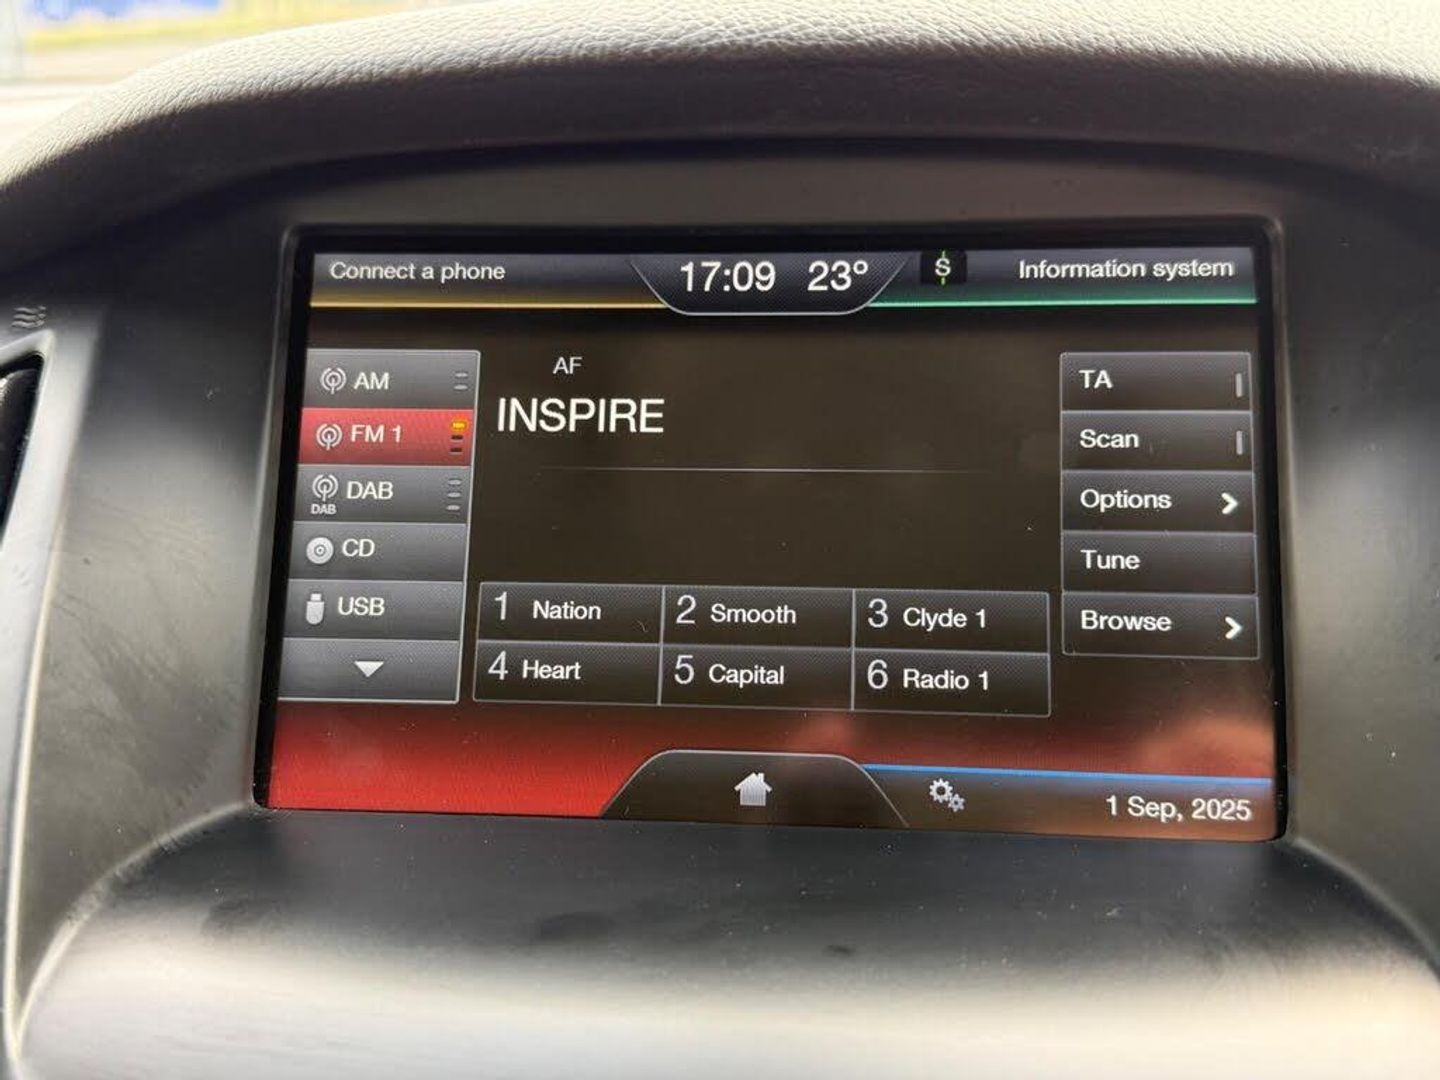 Connect a phone
17:09 23°
S
Information system
AM
FM 1
DAB
DAB
CD
USB
AF
INSPIRE
1 Nation
2 Smooth
3 Clyde 1
4 Heart
5 Capital
6 Radio 1
TA
Scan
Options
Tune
Browse
1 Sep, 2025